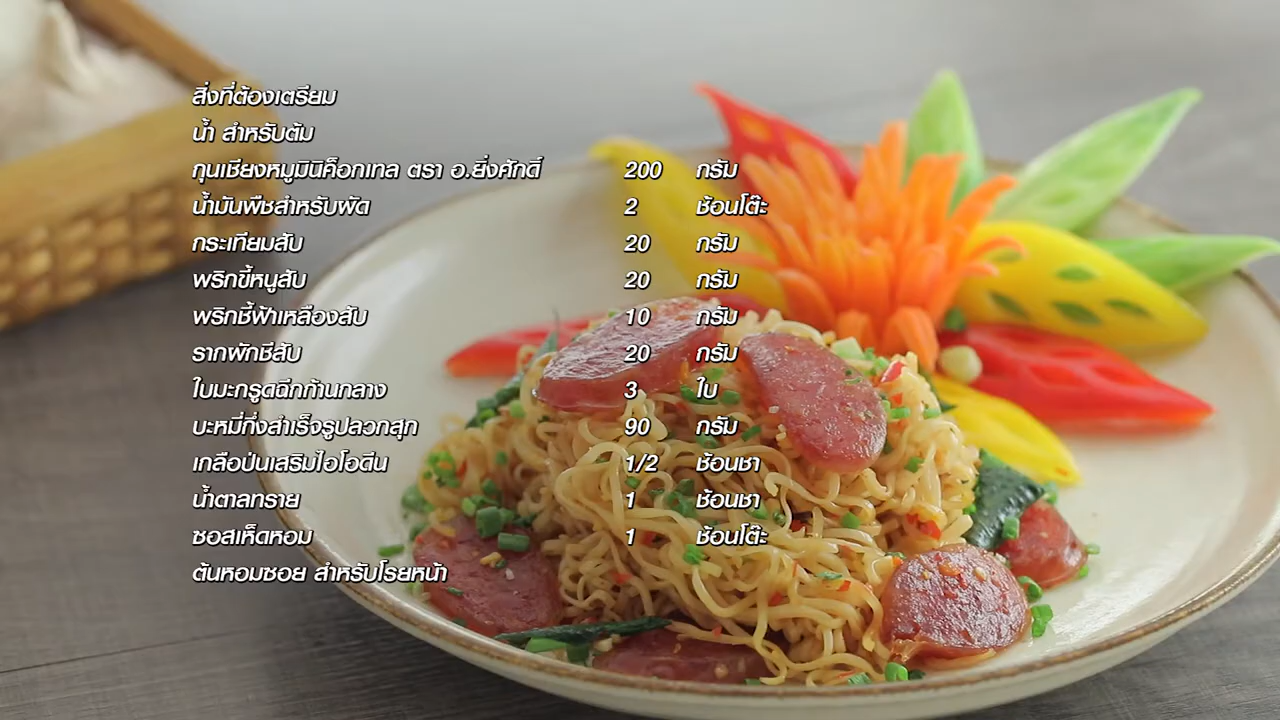 สิ่งที่ต้องเตรียม
น้ำ สำหรับต้ม
กุนเชียงหมูมินิค็อกเทล ตรา อ.ยิ่งศักดิ์ 200 กรัม
น้ำมันพืชสำหรับผัด 2 ช้อนโต๊ะ
กระเทียมสับ 20 กรัม
พริกขี้หนูสับ 20 กรัม
พริกชี้ฟ้าเหลืองสับ 10 กรัม
รากผักชีสับ 20 กรัม
ใบมะกรูดฉีกก้านกลาง 3 ใบ
บะหมี่กึ่งสำเร็จรูปลวกสุก 90 กรัม
เกลือป่นเสริมไอโอดีน 1/2 ช้อนชา
น้ำตาลทราย 1 ช้อนชา
ซอสเห็ดหอม 1 ช้อนโต๊ะ
ต้นหอมซอย สำหรับโรยหน้า